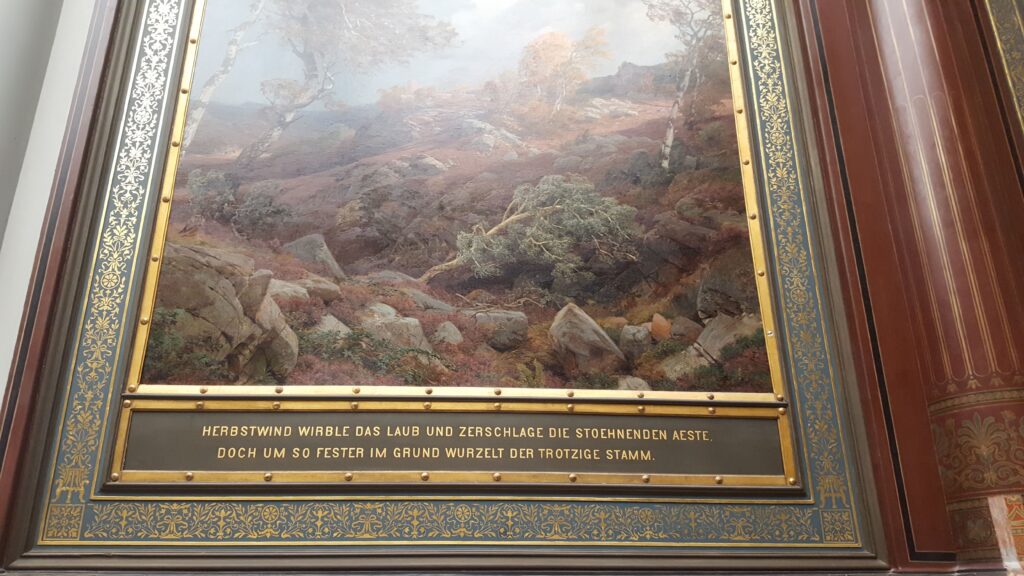 HERBSTWIND WIRBLE DAS LAUB UND ZERSCHLAGE DIE STOEHNENDEN AESTE,
DOCH UM SO FESTER IM GRUND WURZELT DER TROTZIGE STAMM.